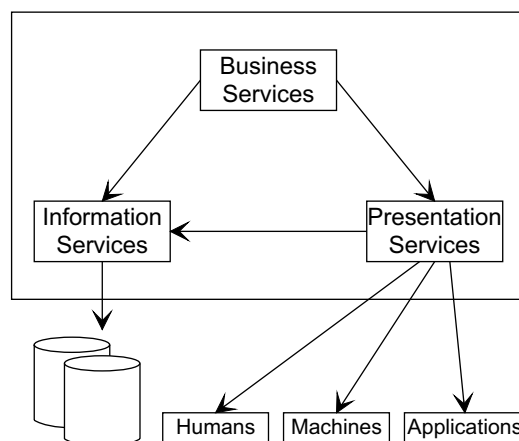 Business
Services
Information
Services
Presentation
Services
Humans
Machines
Applications